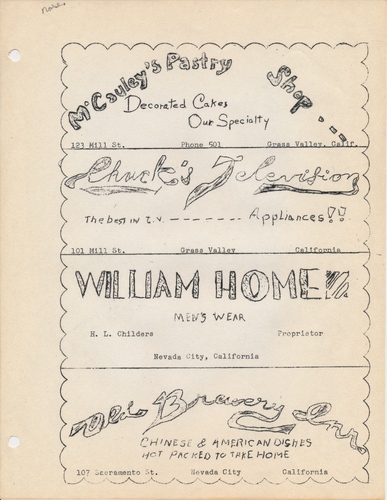 McCauley's Pastry Shop...
Decorated Cakes
Our Specialty
123 Mill St. Phone 501 Grass Valley, Calif.
Chuck's Television
The best in T.V. ------- Appliances!!
101 Mill St. Grass Valley California
WILLIAM HOME
MEN'S WEAR
H. L. Childers Proprietor
Nevada City, California
Old Brewery Inn
CHINESE & AMERICAN DISHES
HOT PACKED TO TAKE HOME
107 Sacramento St. Nevada City California